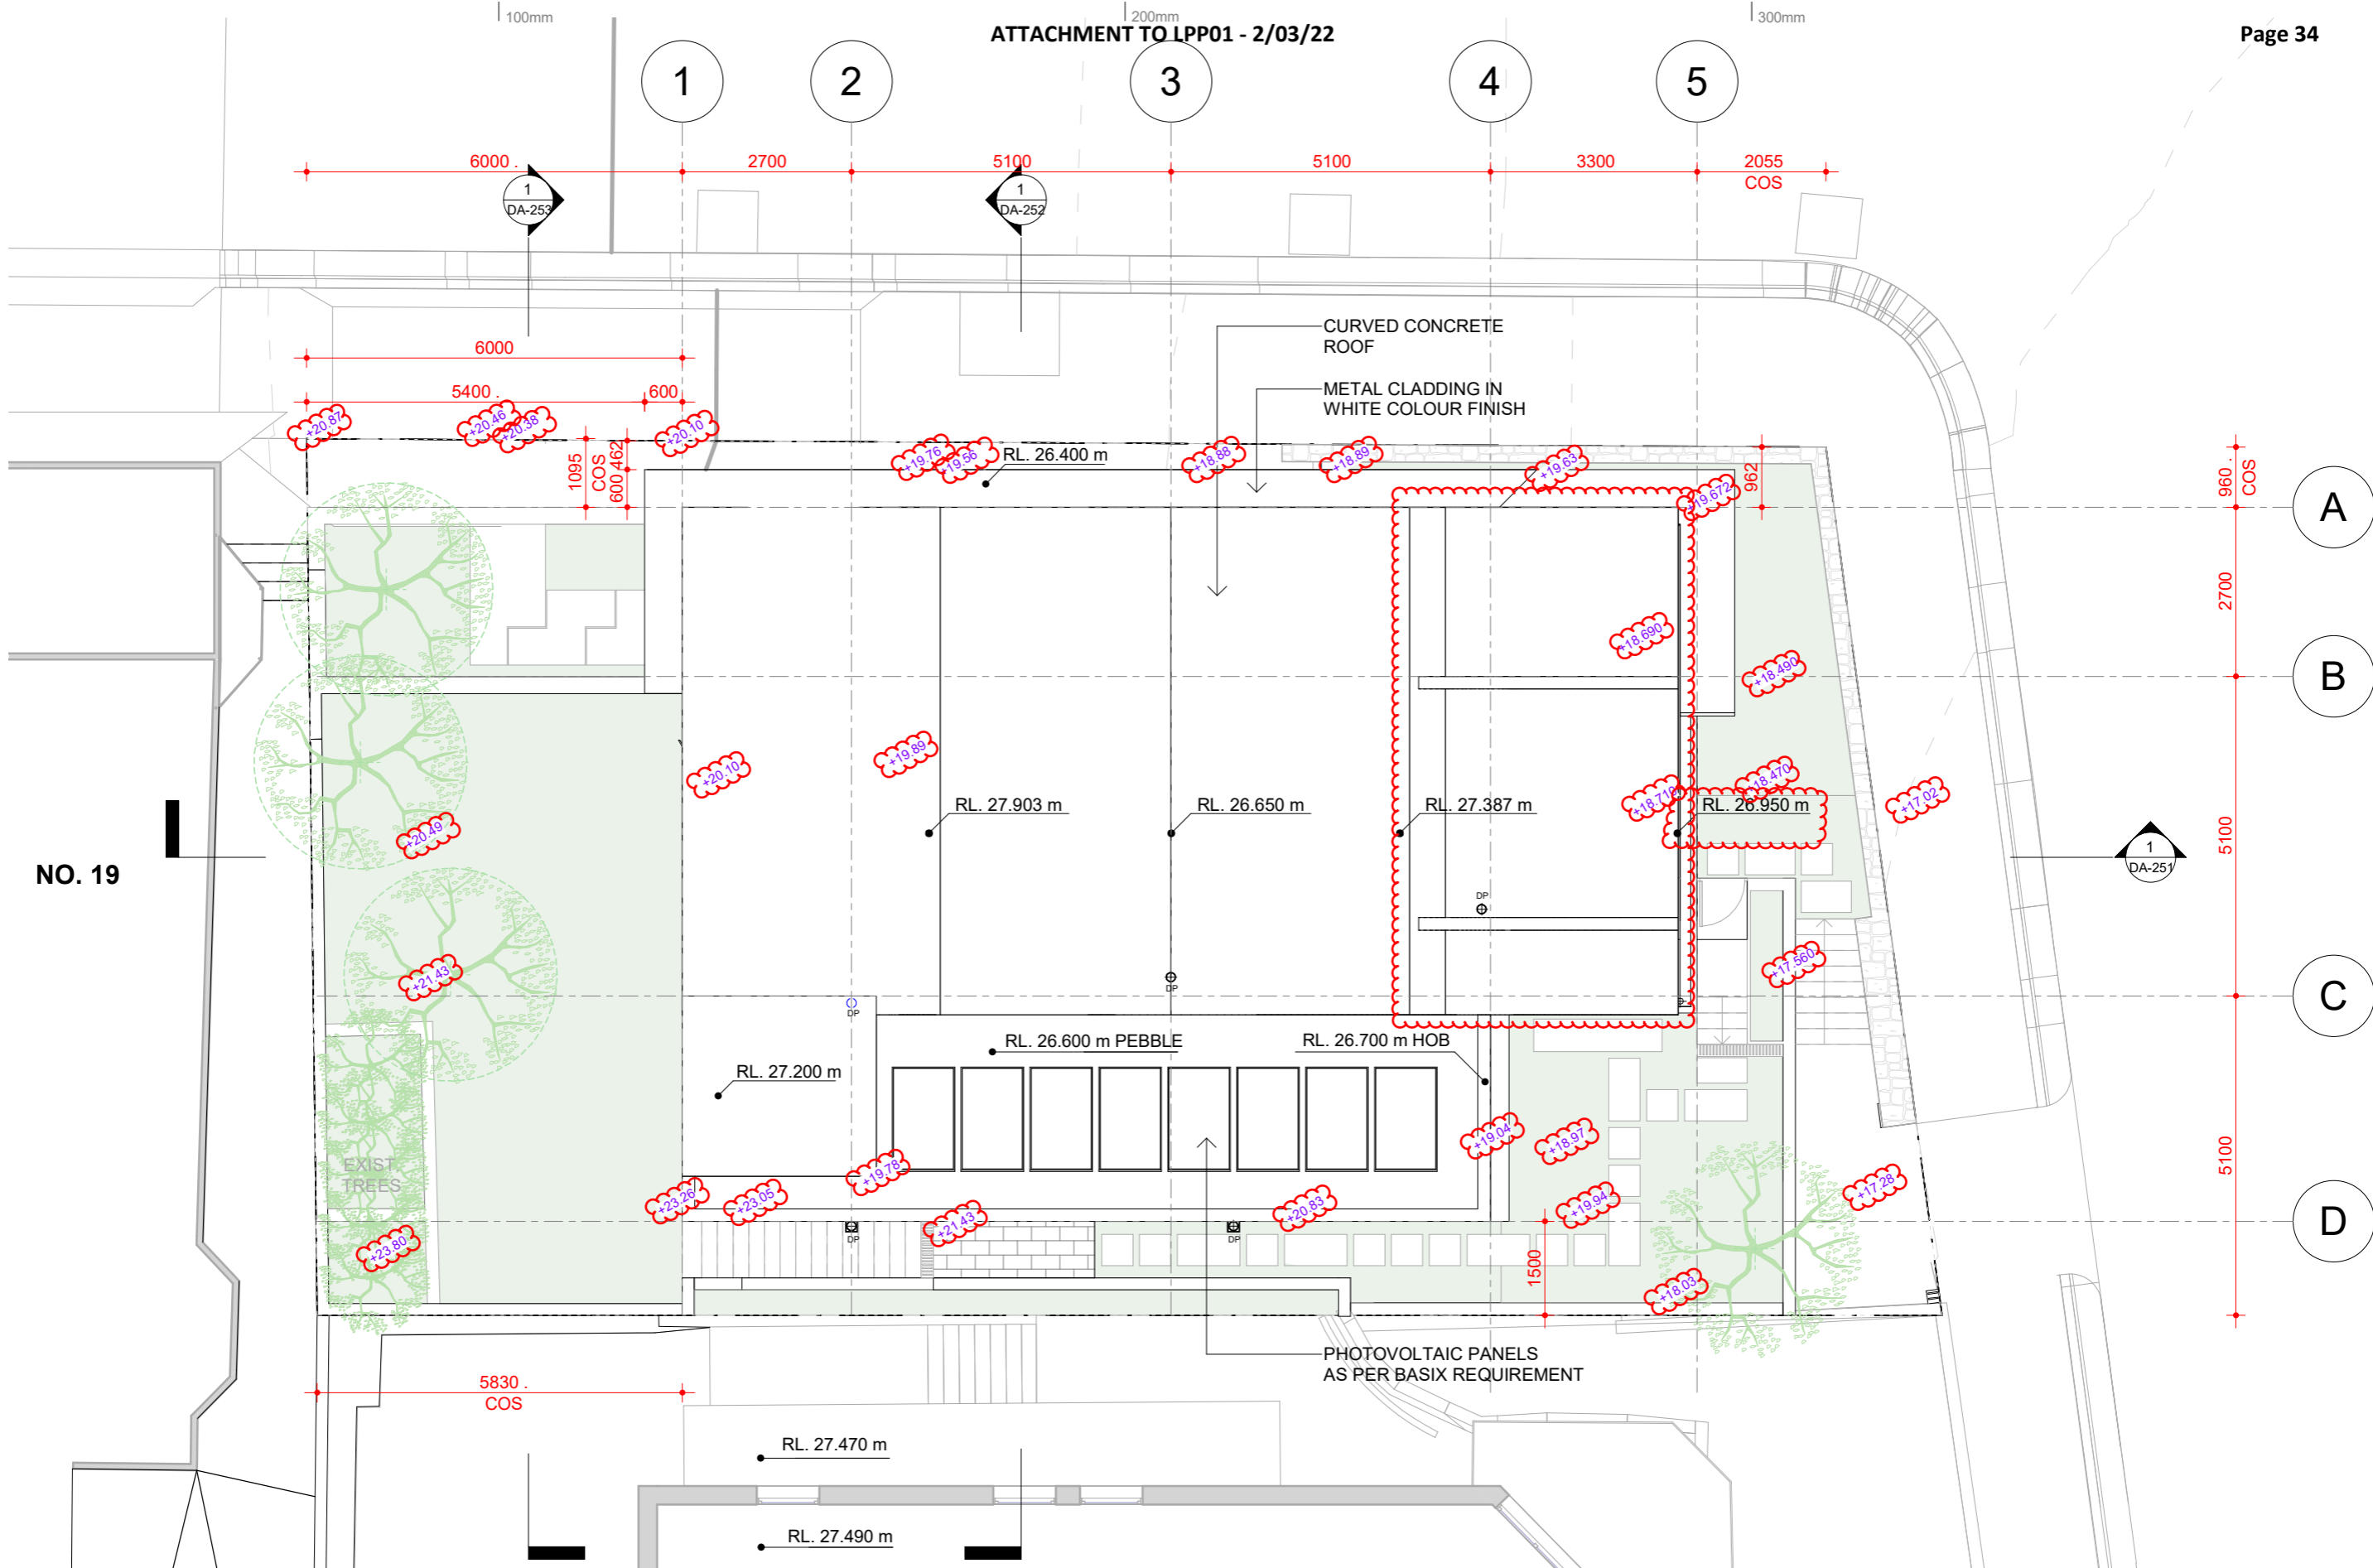 100mm
200mm
300mm
ATTACHMENT TO LPP01 - 2/03/22
Page 34
1
2
3
4
5
6000 .
2700
5100
5100
3300
2055
COS
1
DA-253
1
DA-252
CURVED CONCRETE
ROOF
METAL CLADDING IN
WHITE COLOUR FINISH
6000
5400 .
600
+20.87
+20.46
+20.38
+20.10
+19.76
+19.56
RL. 26.400 m
+18.88
+18.89
+19.63
+19.672
1095
COS
600
462
962
960 .
COS
A
2700
+18.690
+18.490
B
+20.10
+19.89
+18.470
+18.710
+17.02
RL. 27.903 m
RL. 26.650 m
RL. 27.387 m
RL. 26.950 m
+20.49
5100
NO. 19
1
DA-251
DP
+21.43
+17.560
DP
DP
C
RL. 26.600 m PEBBLE
RL. 26.700 m HOB
RL. 27.200 m
+19.04
+18.97
EXIST
TREES
5100
+19.78
+23.26
+23.05
+21.43
+20.83
+19.94
+17.28
D
DP
DP
+23.80
1500
+18.03
PHOTOVOLTAIC PANELS
AS PER BASIX REQUIREMENT
5830 .
COS
RL. 27.470 m
RL. 27.490 m